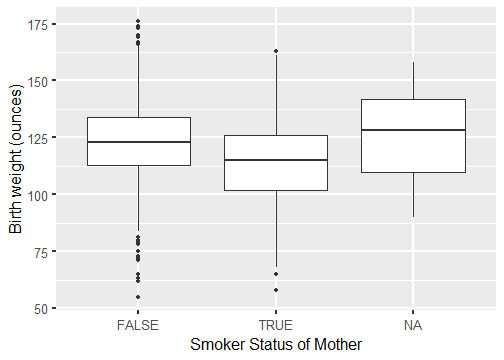 175
150
125
100
75
50
Birth weight (ounces)
FALSE TRUE NA
Smoker Status of Mother